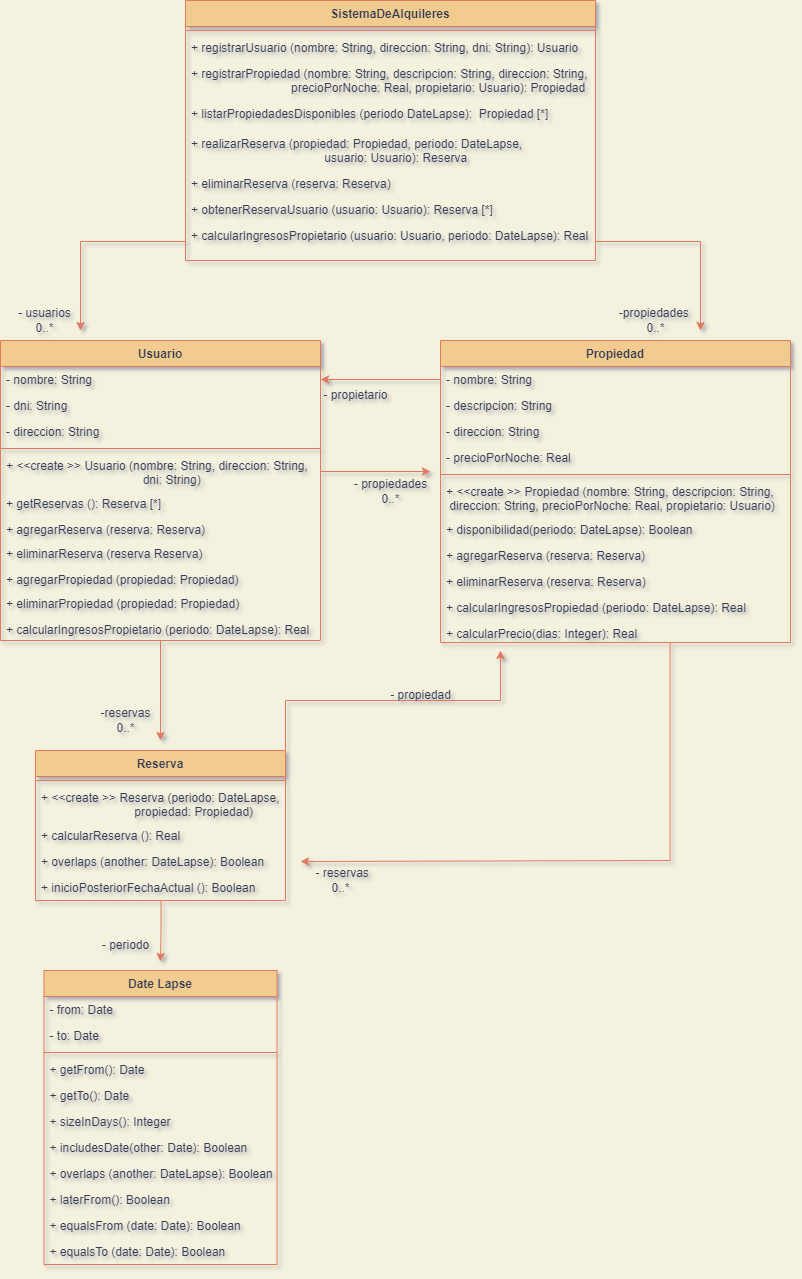 SistemaDeAlquileres
+ registrarUsuario (nombre: String, direccion: String, dni: String): Usuario
+ registrarPropiedad (nombre: String, descripcion: String, direccion: String,
precioPorNoche: Real, propietario: Usuario): Propiedad
+ listarPropiedadesDisponibles (periodo DateLapse): Propiedad [*]
+ realizarReserva (propiedad: Propiedad, periodo: DateLapse,
usuario: Usuario): Reserva
+ eliminarReserva (reserva: Reserva)
+ obtenerReservaUsuario (usuario: Usuario): Reserva [*]
+ calcularIngresosPropietario (usuario: Usuario, periodo: DateLapse): Real
- usuarios
0..*
-propiedades
0..*
Usuario
- nombre: String
- dni: String
- direccion: String
+ <<create >> Usuario (nombre: String, direccion: String,
dni: String)
+ getReservas (): Reserva [*]
+ agregarReserva (reserva: Reserva)
+ eliminarReserva (reserva Reserva)
+ agregarPropiedad (propiedad: Propiedad)
+ eliminarPropiedad (propiedad: Propiedad)
+ calcularIngresosPropietario (periodo: DateLapse): Real
- propietario
- propiedades
0..*
Propiedad
- nombre: String
- descripcion: String
- direccion: String
- precioPorNoche: Real
+ <<create >> Propiedad (nombre: String, descripcion: String,
direccion: String, precioPorNoche: Real, propietario: Usuario)
+ disponibilidad(periodo: DateLapse): Boolean
+ agregarReserva (reserva: Reserva)
+ eliminarReserva (reserva: Reserva)
+ calcularIngresosPropiedad (periodo: DateLapse): Real
+ calcularPrecio(dias: Integer): Real
- propiedad
-reservas
0..*
Reserva
+ <<create >> Reserva (periodo: DateLapse,
propiedad: Propiedad)
+ calcularReserva (): Real
+ overlaps (another: DateLapse): Boolean
+ inicioPosteriorFechaActual (): Boolean
- reservas
0..*
- periodo
Date Lapse
- from: Date
- to: Date
+ getFrom(): Date
+ getTo(): Date
+ sizeInDays(): Integer
+ includesDate(other: Date): Boolean
+ overlaps (another: DateLapse): Boolean
+ laterFrom(): Boolean
+ equalsFrom (date: Date): Boolean
+ equalsTo (date: Date): Boolean